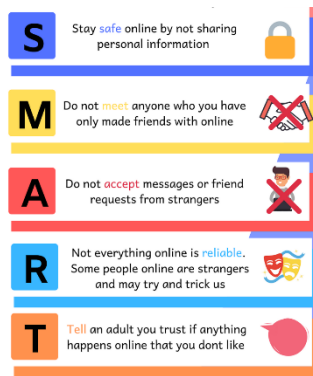 S
Stay safe online by not sharing
personal information
M
Do not meet anyone who you have
only made friends with online
A
Do not accept messages or friend
requests from strangers
R
Not everything online is reliable.
Some people online are strangers
and may try and trick us
T
Tell an adult you trust if anything
happens online that you dont like